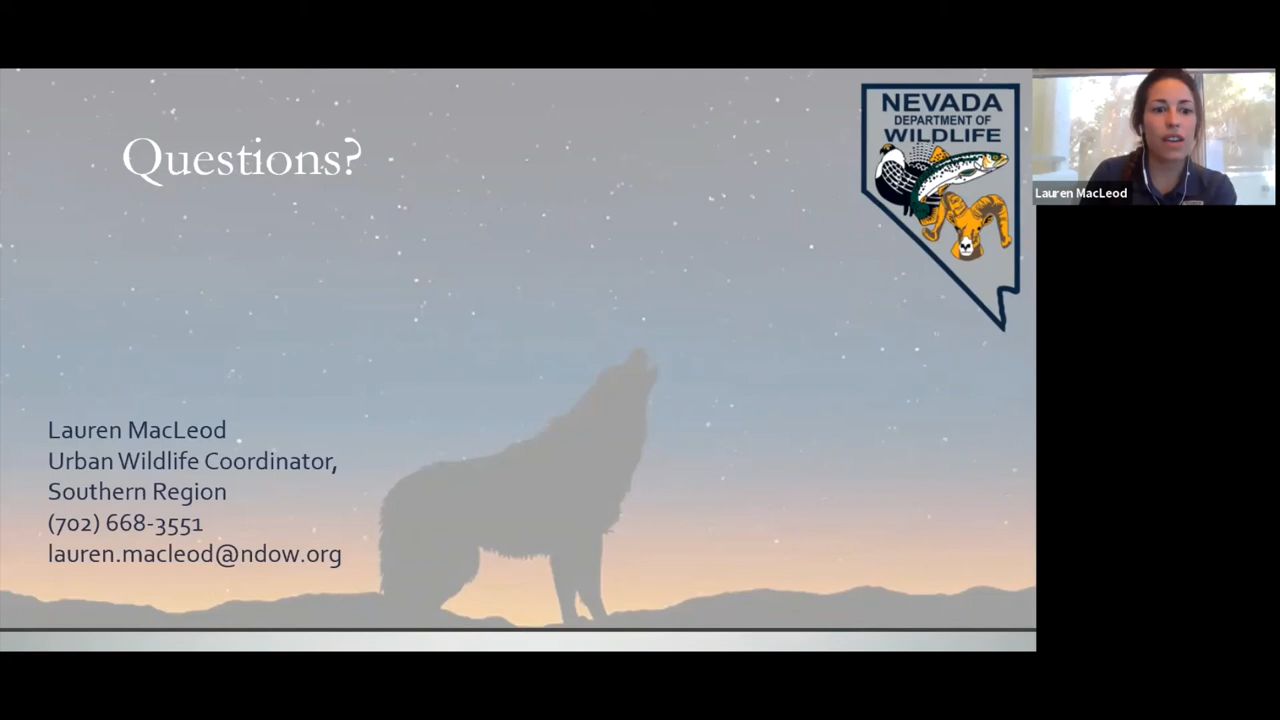 Questions?
NEVADA
DEPARTMENT OF
WILDLIFE
Lauren MacLeod
Lauren MacLeod
Urban Wildlife Coordinator,
Southern Region
(702) 668-3551
lauren.macleod@ndow.org